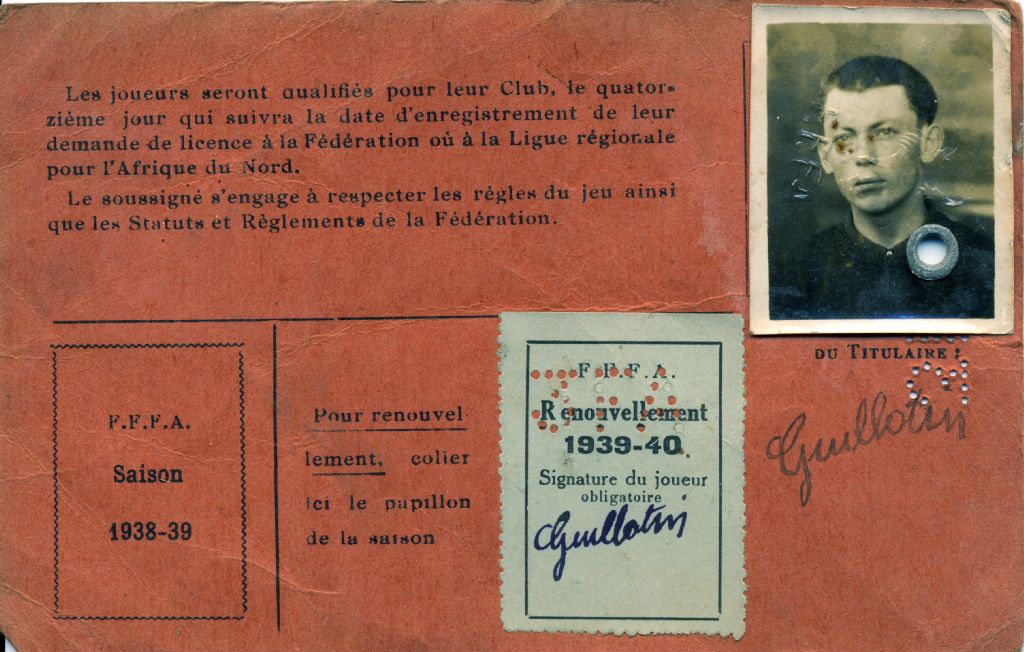 Les joueurs seront qualifiés pour leur Club, le quator-
zième jour qui suivra la date d'enregistrement de leur
demande de licence à la Fédération où à la Ligue régionale
pour l'Afrique du Nord.
Le soussigné s'engage à respecter les régles du jeu ainsi
que les Statuts et Règlements de la Fédération.
F.F.F.A.
Saison
1938-39
Pour renouvel-
lement, coller
ici le papillon
de la saison
F.F.F.A.
Renouvellement
1939-40
Signature du joueur
obligatoire
Guillotin
DU TITULAIRE :
Guillotin